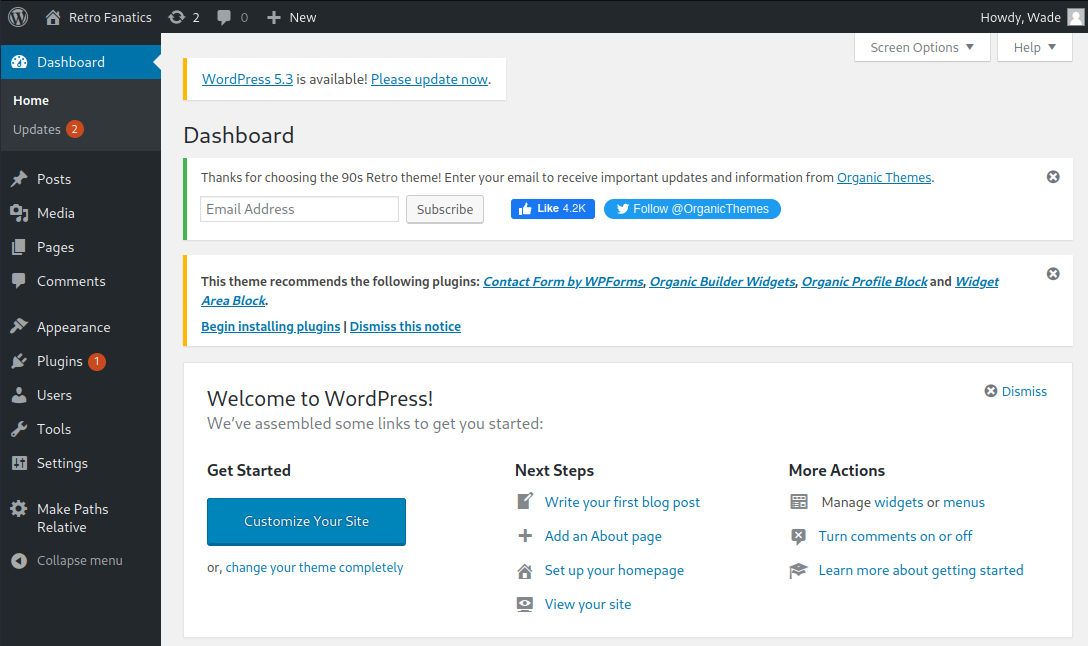 Retro Fanatics 2 0 New Howdy, Wade
Screen Options Help
Dashboard
Home
Updates 2
Posts
Media
Pages
Comments
Appearance
Plugins 1
Users
Tools
Settings
Make Paths
Relative
Collapse menu
WordPress 5.3 is available! Please update now.
Dashboard
Thanks for choosing the 90s Retro theme! Enter your email to receive important updates and information from Organic Themes.
Email Address Subscribe Like 4.2K Follow @OrganicThemes
This theme recommends the following plugins: Contact Form by WPForms, Organic Builder Widgets, Organic Profile Block and Widget
Area Block.
Begin installing plugins | Dismiss this notice
Welcome to WordPress!
Dismiss
We've assembled some links to get you started:
Get Started
Customize Your Site
or, change your theme completely
Next Steps
Write your first blog post
Add an About page
Set up your homepage
View your site
More Actions
Manage widgets or menus
Turn comments on or off
Learn more about getting started